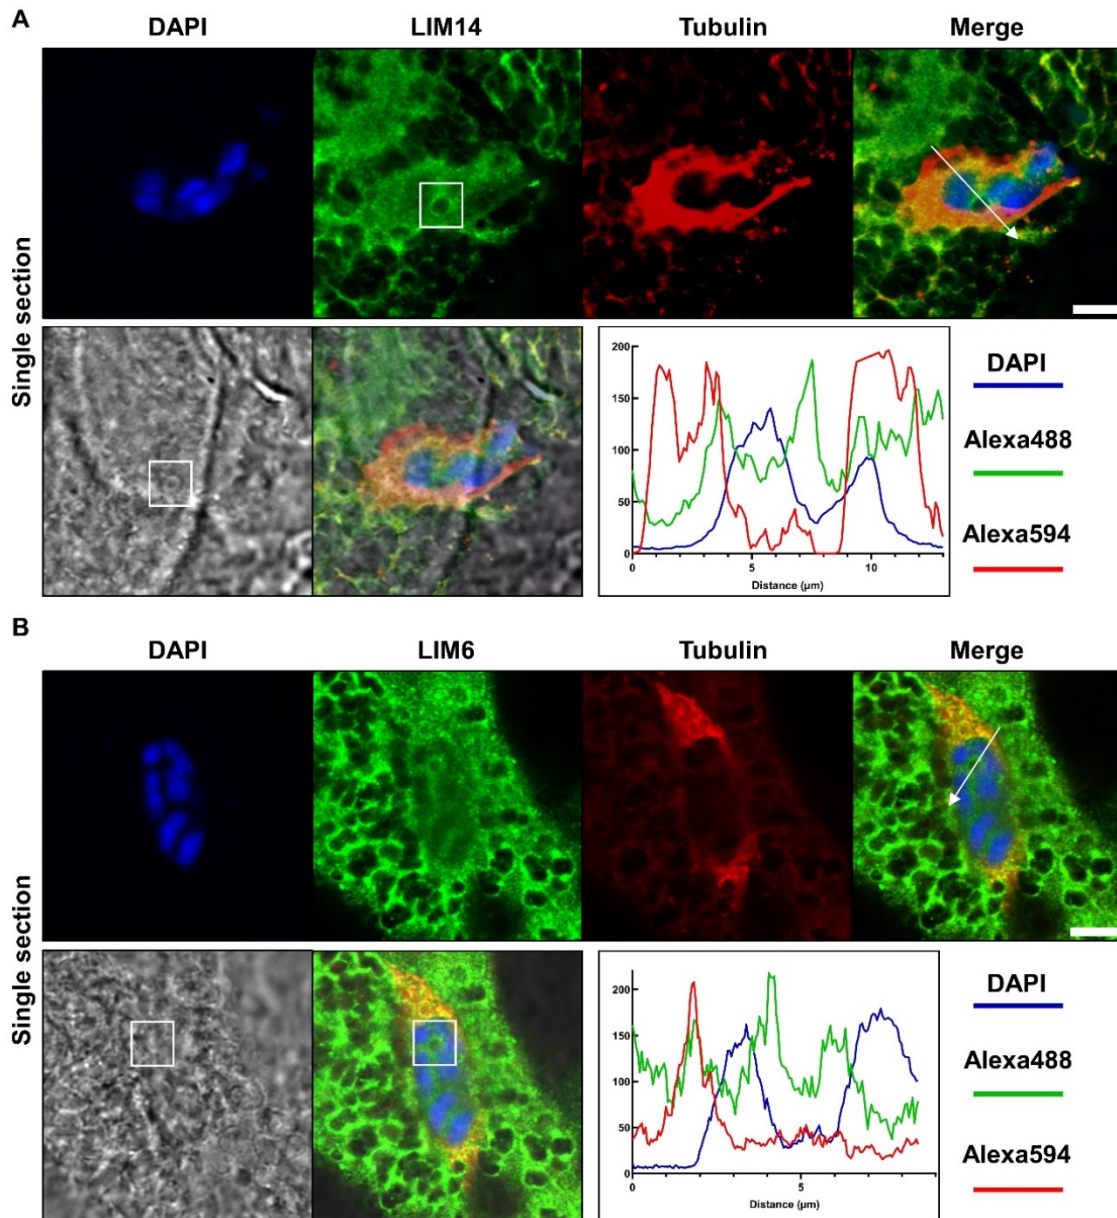 A
DAPI LIM14 Tubulin Merge
Single section
200
150
100
50
0
0 5 10
Distance (µm)
DAPI
Alexa488
Alexa594
B
DAPI LIM6 Tubulin Merge
Single section
200
150
100
50
0
0 5
Distance (µm)
DAPI
Alexa488
Alexa594